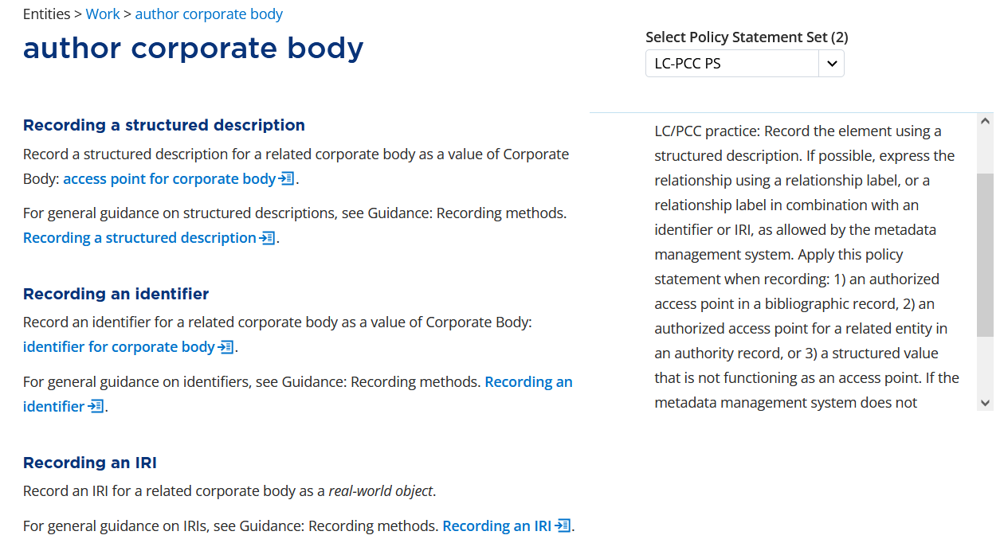 Entities > Work > author corporate body
author corporate body
Select Policy Statement Set (2)
LC-PCC PS
Recording a structured description
Record a structured description for a related corporate body as a value of Corporate
Body: access point for corporate body.
For general guidance on structured descriptions, see Guidance: Recording methods.
Recording a structured description.
Recording an identifier
Record an identifier for a related corporate body as a value of Corporate Body:
identifier for corporate body.
For general guidance on identifiers, see Guidance: Recording methods. Recording an
identifier.
Recording an IRI
Record an IRI for a related corporate body as a real-world object.
For general guidance on IRIs, see Guidance: Recording methods. Recording an IRI.
LC/PCC practice: Record the element using a
structured description. If possible, express the
relationship using a relationship label, or a
relationship label in combination with an
identifier or IRI, as allowed by the metadata
management system. Apply this policy
statement when recording: 1) an authorized
access point in a bibliographic record, 2) an
authorized access point for a related entity in
an authority record, or 3) a structured value
that is not functioning as an access point. If the
metadata management system does not